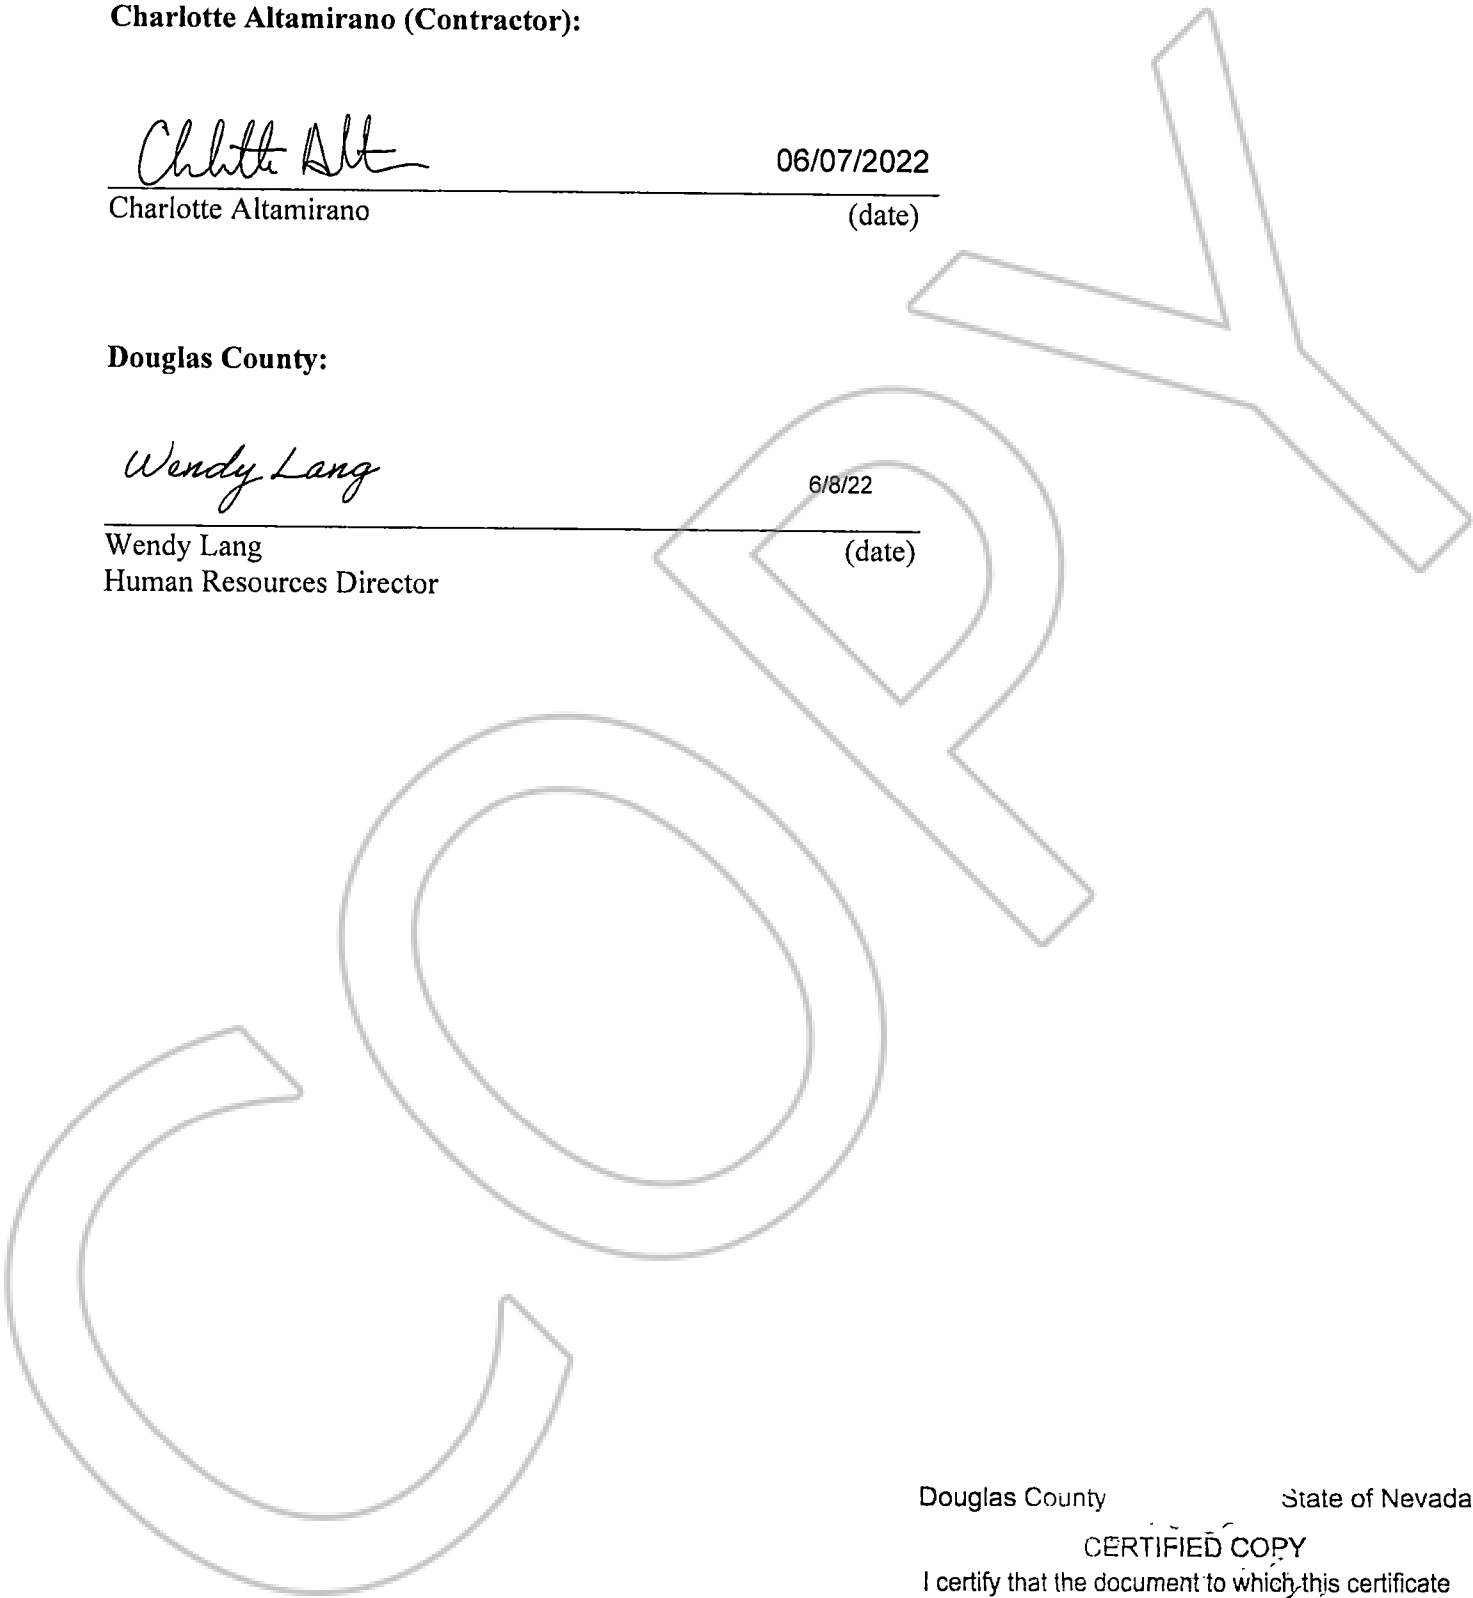 Charlotte Altamirano (Contractor):
06/07/2022
Charlotte Altamirano (date)
Douglas County:
Wendy Lang 6/8/22
Wendy Lang (date)
Human Resources Director
COPY
Douglas County State of Nevada
CERTIFIED COPY
I certify that the document to which this certificate